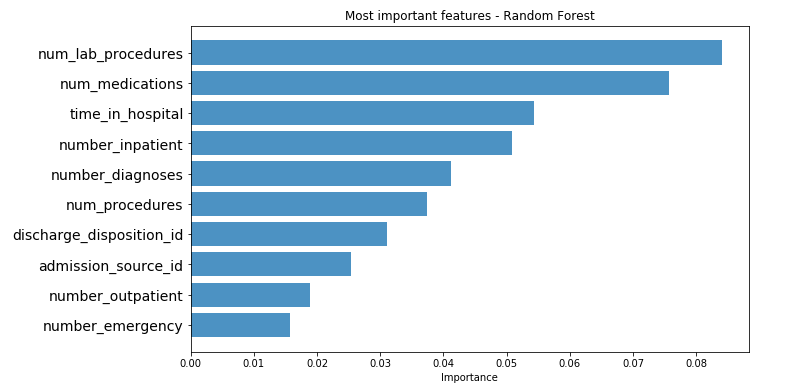 Most important features - Random Forest
num_lab_procedures
num_medications
time_in_hospital
number_inpatient
number_diagnoses
num_procedures
discharge_disposition_id
admission_source_id
number_outpatient
number_emergency
0.00 0.01 0.02 0.03 0.04 0.05 0.06 0.07 0.08
Importance